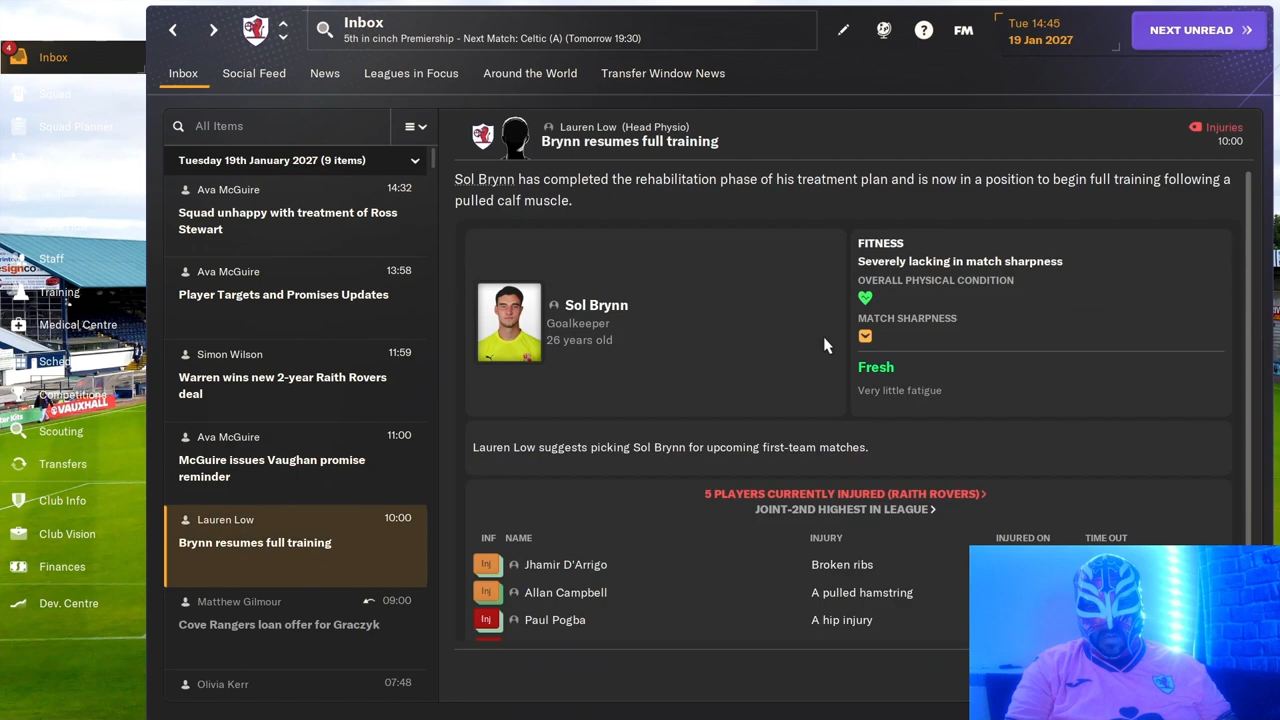 Inbox
5th in cinch Premiership - Next Match: Celtic (A) (Tomorrow 19:30)
FM
Tue 14:45
19 Jan 2027
NEXT UNREAD
4
Inbox
Squad
Squad Planner
Staff
Training
Medical Centre
Sched
Competitions
Scouting
Transfers
Club Info
Club Vision
Finances
Dev. Centre
VAUXHALL
Inbox
Social Feed
News
Leagues in Focus
Around the World
Transfer Window News
All Items
Tuesday 19th January 2027 (9 items)
Ava McGuire 14:32
Squad unhappy with treatment of Ross
Stewart
Ava McGuire 13:58
Player Targets and Promises Updates
Simon Wilson 11:59
Warren wins new 2-year Raith Rovers
deal
Ava McGuire 11:00
McGuire issues Vaughan promise
reminder
Lauren Low 10:00
Brynn resumes full training
Matthew Gilmour 09:00
Cove Rangers loan offer for Graczyk
Olivia Kerr 07:48
Lauren Low (Head Physio)
Brynn resumes full training
Injuries
10:00
Sol Brynn has completed the rehabilitation phase of his treatment plan and is now in a position to begin full training following a
pulled calf muscle.
Sol Brynn
Goalkeeper
26 years old
FITNESS
Severely lacking in match sharpness
OVERALL PHYSICAL CONDITION
MATCH SHARPNESS
Fresh
Very little fatigue
Lauren Low suggests picking Sol Brynn for upcoming first-team matches.
5 PLAYERS CURRENTLY INJURED (RAITH ROVERS)
JOINT-2ND HIGHEST IN LEAGUE
INF NAME INJURY INJURED ON TIME OUT
Inj Jhamir D'Arrigo Broken ribs
Inj Allan Campbell A pulled hamstring
Inj Paul Pogba A hip injury